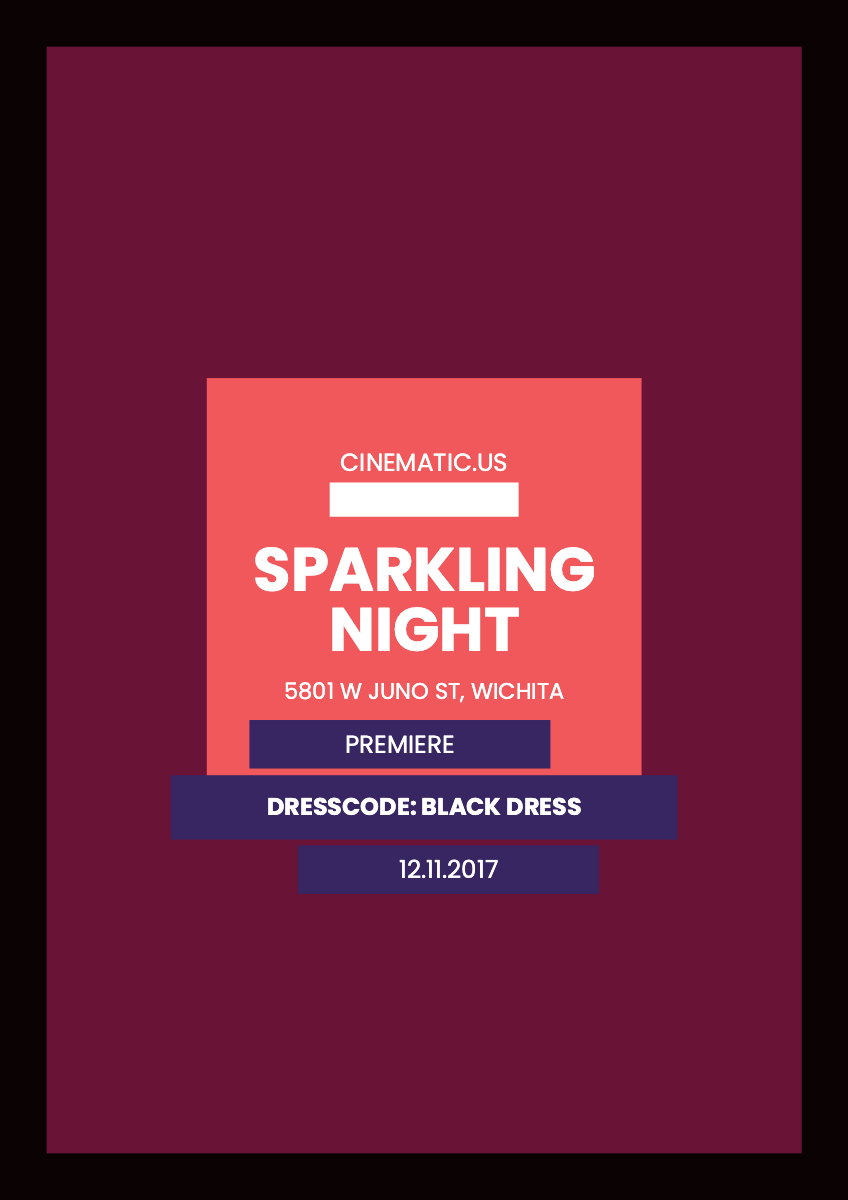 CINEMATIC.US
SPARKLING
NIGHT
5801 W JUNO ST, WICHITA
PREMIERE
DRESSCODE: BLACK DRESS
12.11.2017